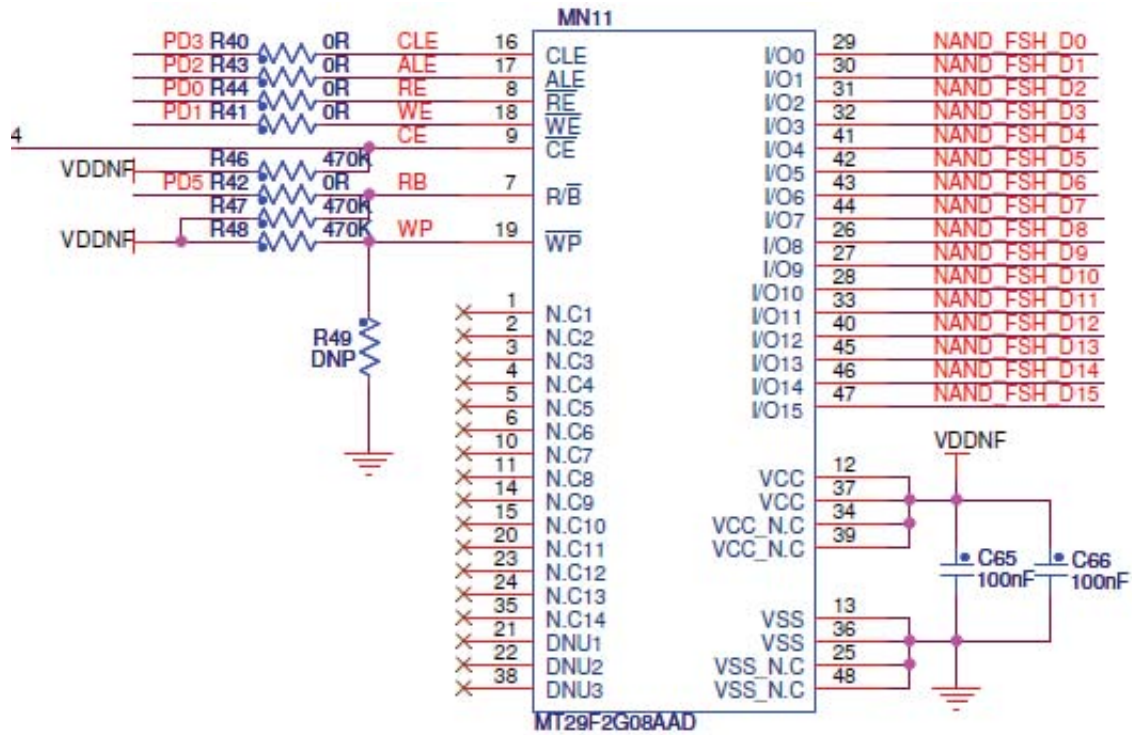 MN11
PD3 R40 0R CLE 16 CLE
PD2 R43 0R ALE 17 ALE
PD0 R44 0R RE 8 RE
PD1 R41 0R WE 18 WE
4 CE 9 CE
VDDNF R46 470K
PD5 R42 0R RB 7 R/B
R47 470K
VDDNF R48 470K WP 19 WP
R49
DNP
1 N.C1
2 N.C2
3 N.C3
4 N.C4
5 N.C5
6 N.C6
10 N.C7
11 N.C8
14 N.C9
15 N.C10
20 N.C11
23 N.C12
24 N.C13
35 N.C14
21 DNU1
22 DNU2
38 DNU3
I/O0 29 NAND_FSH_D0
I/O1 30 NAND_FSH_D1
I/O2 31 NAND_FSH_D2
I/O3 32 NAND_FSH_D3
I/O4 41 NAND_FSH_D4
I/O5 42 NAND_FSH_D5
I/O6 43 NAND_FSH_D6
I/O7 44 NAND_FSH_D7
I/O8 26 NAND_FSH_D8
I/O9 27 NAND_FSH_D9
I/O10 28 NAND_FSH_D10
I/O11 33 NAND_FSH_D11
I/O12 40 NAND_FSH_D12
I/O13 45 NAND_FSH_D13
I/O14 46 NAND_FSH_D14
I/O15 47 NAND_FSH_D15
VDDNF
VCC 12
VCC 37
VCC_N.C 34
VCC_N.C 39
C65
100nF
C66
100nF
VSS 13
VSS 36
VSS_N.C 25
VSS_N.C 48
MT29F2G08AAD